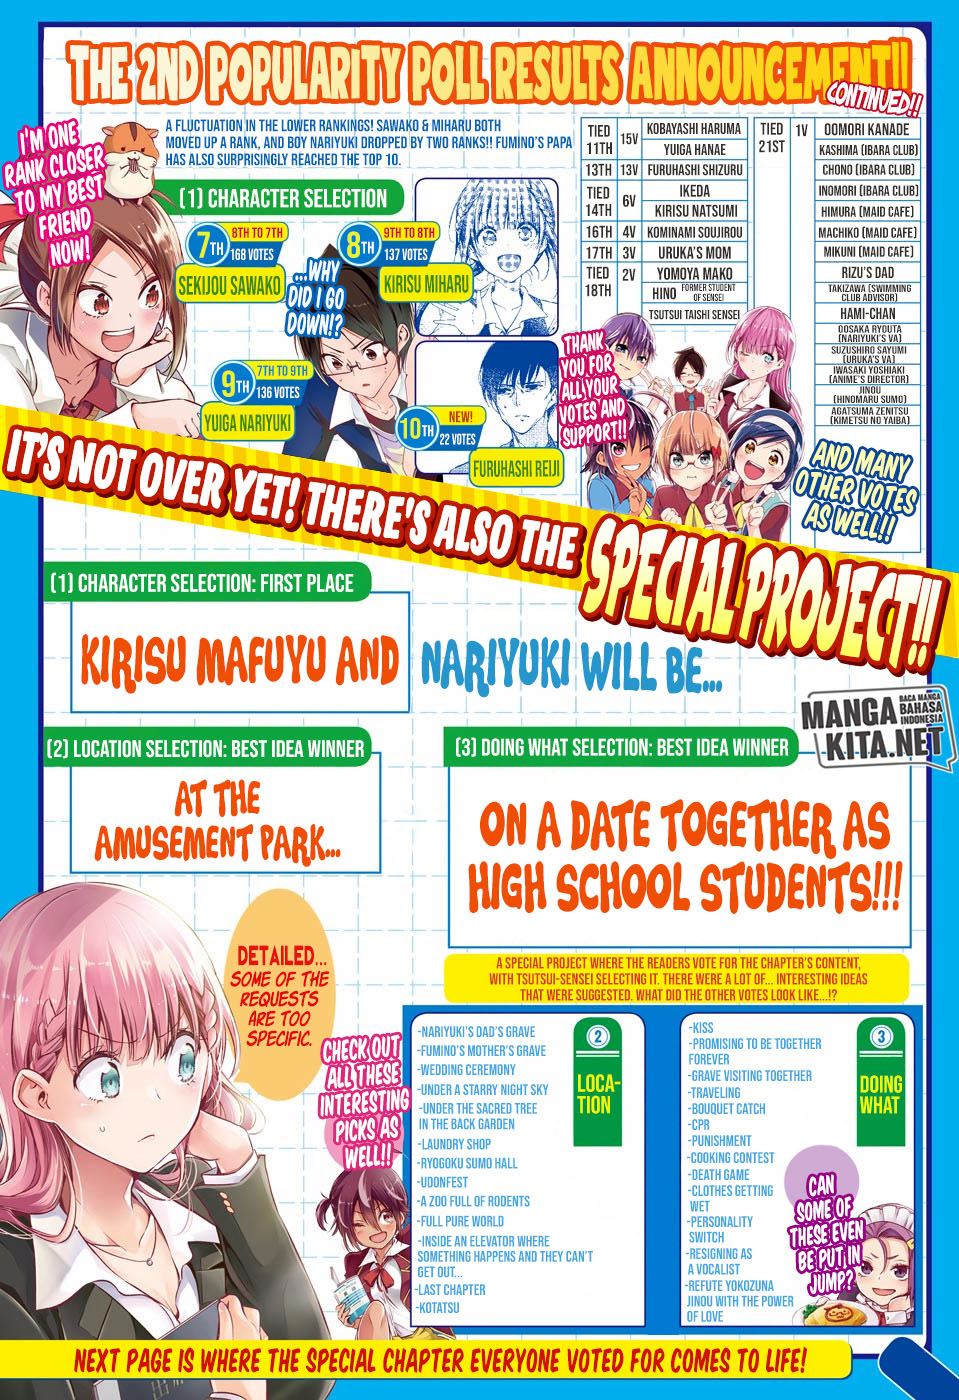 THE 2ND POPULARITY POLL RESULTS ANNOUNCEMENT!!
CONTINUED!!
I'M ONE
RANK CLOSER
TO MY BEST
FRIEND
NOW!
A FLUCTUATION IN THE LOWER RANKINGS! SAWAKO & MIHARU BOTH
MOVED UP A RANK, AND BOY NARIYUKI DROPPED BY TWO RANKS!! FUMINO'S PAPA
HAS ALSO SURPRISINGLY REACHED THE TOP 10.
(1) CHARACTER SELECTION
7TH
8TH TO 7TH
168 VOTES
SEKIJOU SAWAKO
8TH
9TH TO 8TH
137 VOTES
KIRISU MIHARU
...WHY
DID I GO
DOWN!?
9TH
7TH TO 9TH
136 VOTES
YUIGA NARIYUKI
10TH
NEW!
22 VOTES
FURUHASHI REIJI
TIED
11TH
15V
KOBAYASHI HARUMA
YUIGA HANAE
13TH
13V
FURUHASHI SHIZURU
TIED
14TH
6V
IKEDA
KIRISU NATSUMI
16TH
4V
KOMINAMI SOUJIROU
17TH
3V
URUKA'S MOM
TIED
18TH
2V
YOMOYA MAKO
HINO FORMER STUDENT
OF SENSEI
TSUTSUI TAISHI SENSEI
TIED
21ST
1V
OOMORI KANADE
KASHIMA (IBARA CLUB)
CHONO (IBARA CLUB)
INOMORI (IBARA CLUB)
HIMURA (MAID CAFE)
MACHIKO (MAID CAFE)
MIKUNI (MAID CAFE)
RIZU'S DAD
TAKIZAWA (SWIMMING
CLUB ADVISOR)
HAMI-CHAN
OOSAKA RYOUTA
(NARIYUKI'S VA)
SUZUSHIRO SAYUMI
(URUKA'S VA)
IWASAKI YOSHIAKI
(ANIME'S DIRECTOR)
JINOU
(HINOMARU SUMO)
AGATSUMA ZENITSU
(KIMETSU NO YAIBA)
THANK
YOU FOR
ALL YOUR
VOTES AND
SUPPORT!!
AND MANY
OTHER VOTES
AS WELL!!
IT'S NOT OVER YET! THERE'S ALSO THE SPECIAL PROJECT!!
(1) CHARACTER SELECTION: FIRST PLACE
KIRISU MAFUYU AND NARIYUKI WILL BE...
MANGA
KITA.NET
BACA MANGA
BAHASA
INDONESIA
(2) LOCATION SELECTION: BEST IDEA WINNER
AT THE
AMUSEMENT PARK...
(3) DOING WHAT SELECTION: BEST IDEA WINNER
ON A DATE TOGETHER AS
HIGH SCHOOL STUDENTS!!!
DETAILED...
SOME OF THE
REQUESTS
ARE TOO
SPECIFIC.
A SPECIAL PROJECT WHERE THE READERS VOTE FOR THE CHAPTER'S CONTENT,
WITH TSUTSUI-SENSEI SELECTING IT. THERE WERE A LOT OF... INTERESTING IDEAS
THAT WERE SUGGESTED. WHAT DID THE OTHER VOTES LOOK LIKE...!?
CHECK OUT
ALL THESE
INTERESTING
PICKS AS
WELL!!
2
LOCA-
TION
-NARIYUKI'S DAD'S GRAVE
-FUMINO'S MOTHER'S GRAVE
-WEDDING CEREMONY
-UNDER A STARRY NIGHT SKY
-UNDER THE SACRED TREE
IN THE BACK GARDEN
-LAUNDRY SHOP
-RYOGOKU SUMO HALL
-UDONFEST
-A ZOO FULL OF RODENTS
-FULL PURE WORLD
-INSIDE AN ELEVATOR WHERE
SOMETHING HAPPENS AND THEY CAN'T
GET OUT...
-LAST CHAPTER
-KOTATSU
3
DOING
WHAT
-KISS
-PROMISING TO BE TOGETHER
FOREVER
-GRAVE VISITING TOGETHER
-TRAVELING
-BOUQUET CATCH
-CPR
-PUNISHMENT
-COOKING CONTEST
-DEATH GAME
-CLOTHES GETTING
WET
-PERSONALITY
SWITCH
-RESIGNING AS
A VOCALIST
-REFUTE YOKOZUNA
JINOU WITH THE POWER
OF LOVE
CAN
SOME OF
THESE EVEN
BE PUT IN
JUMP?
NEXT PAGE IS WHERE THE SPECIAL CHAPTER EVERYONE VOTED FOR COMES TO LIFE!